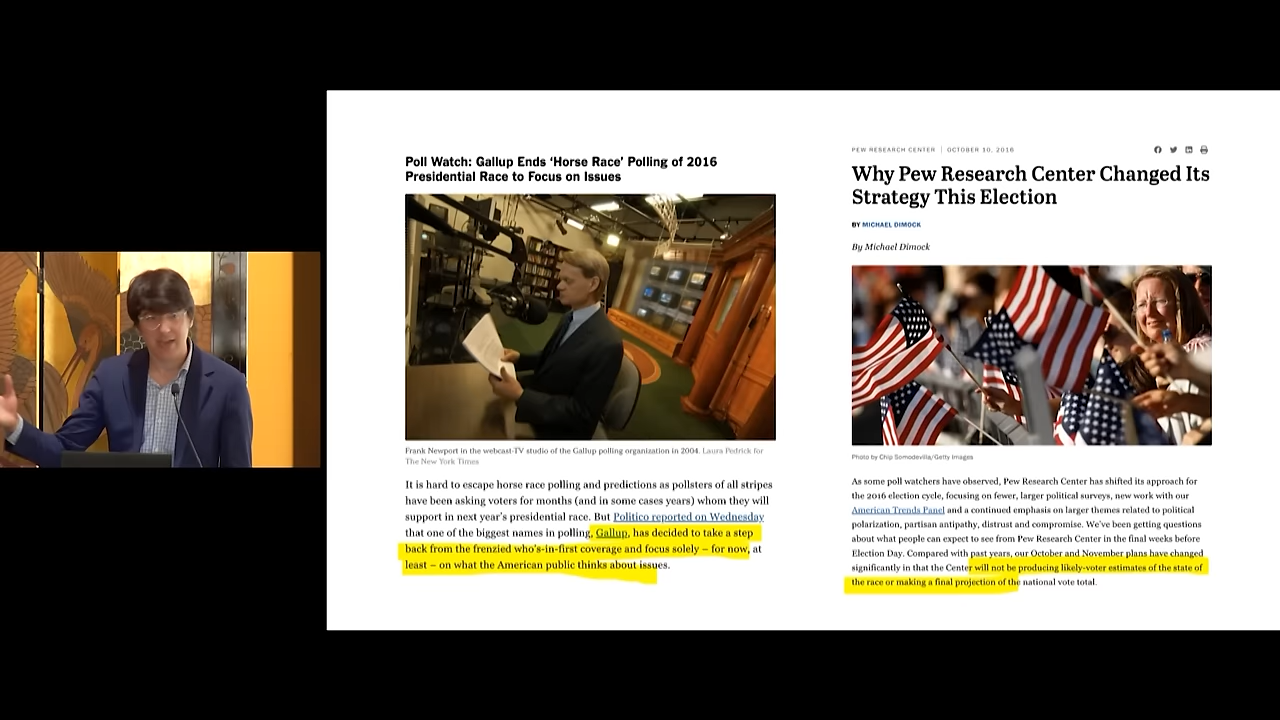 Poll Watch: Gallup Ends ‘Horse Race’ Polling of 2016
Presidential Race to Focus on Issues
Frank Newport in the webcast-TV studio of the Gallup polling organization in 2004. Laura Pedrick for
The New York Times
It is hard to escape horse race polling and predictions as pollsters of all stripes
have been asking voters for months (and in some cases years) whom they will
support in next year’s presidential race. But Politico reported on Wednesday
that one of the biggest names in polling, Gallup, has decided to take a step
back from the frenzied who’s-in-first coverage and focus solely – for now, at
least – on what the American public thinks about issues.
PEW RESEARCH CENTER | OCTOBER 10, 2016
Why Pew Research Center Changed Its
Strategy This Election
BY MICHAEL DIMOCK
By Michael Dimock
Photo by Chip Somodevilla/Getty Images
As some poll watchers have observed, Pew Research Center has shifted its approach for
the 2016 election cycle, focusing on fewer, larger political surveys, new work with our
American Trends Panel and a continued emphasis on larger themes related to political
polarization, partisan antipathy, distrust and compromise. We’ve been getting questions
about what people can expect to see from Pew Research Center in the final weeks before
Election Day. Compared with past years, our October and November plans have changed
significantly in that the Center will not be producing likely-voter estimates of the state of
the race or making a final projection of the national vote total.